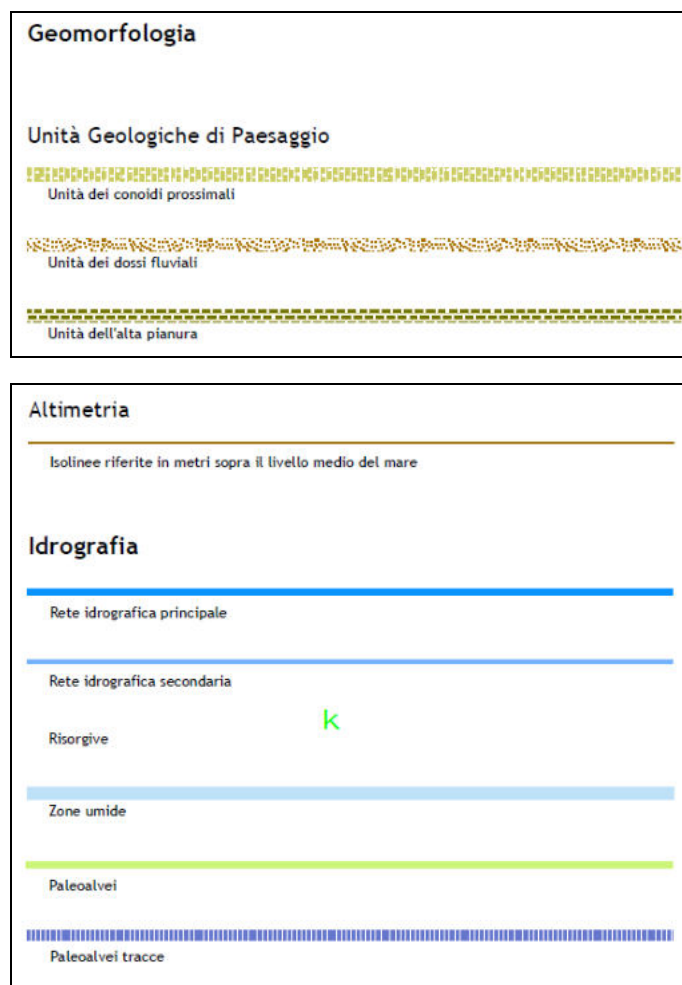 Geomorfologia
Unità Geologiche di Paesaggio
Unità dei conoidi prossimali
Unità dei dossi fluviali
Unità dell'alta pianura
Altimetria
Isolinee riferite in metri sopra il livello medio del mare
Idrografia
Rete idrografica principale
Rete idrografica secondaria
k
Risorgive
Zone umide
Paleoalvei
Paleoalvei tracce